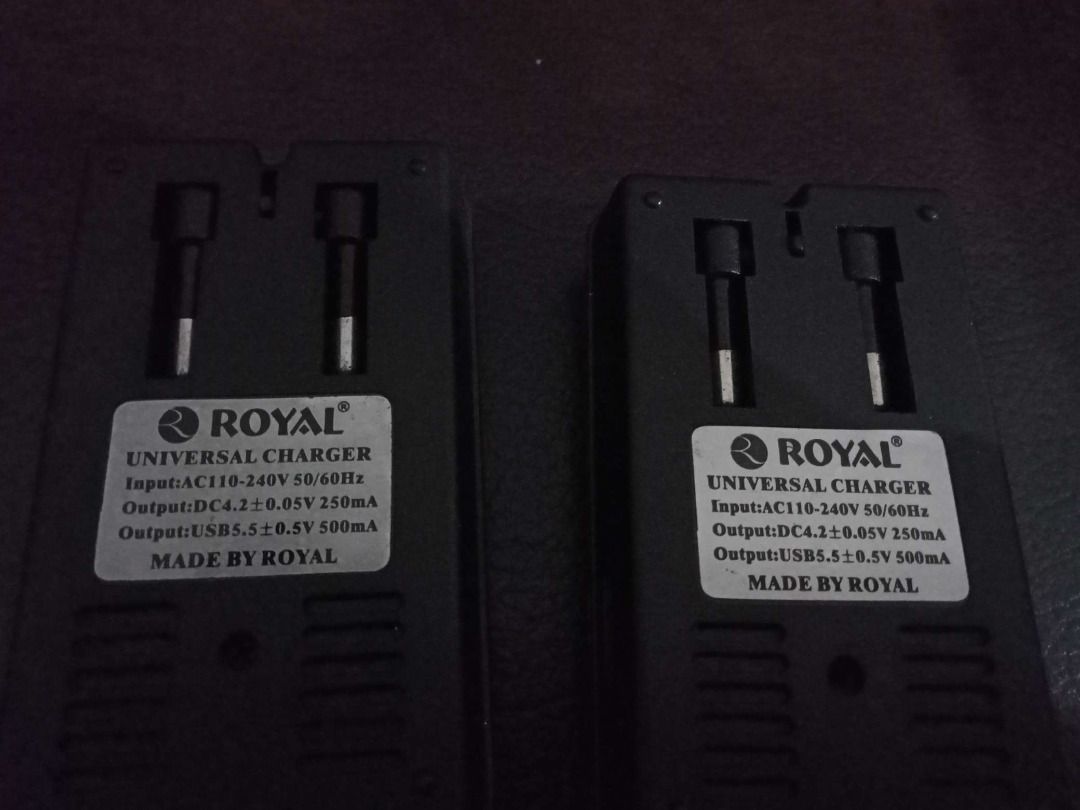 ROYAL®
UNIVERSAL CHARGER
Input:AC110-240V 50/60Hz
Output:DC4.2±0.05V 250mA
Output:USB5.5±0.5V 500mA
MADE BY ROYAL
ROYAL®
UNIVERSAL CHARGER
Input:AC110-240V 50/60Hz
Output:DC4.2±0.05V 250mA
Output:USB5.5±0.5V 500mA
MADE BY ROYAL